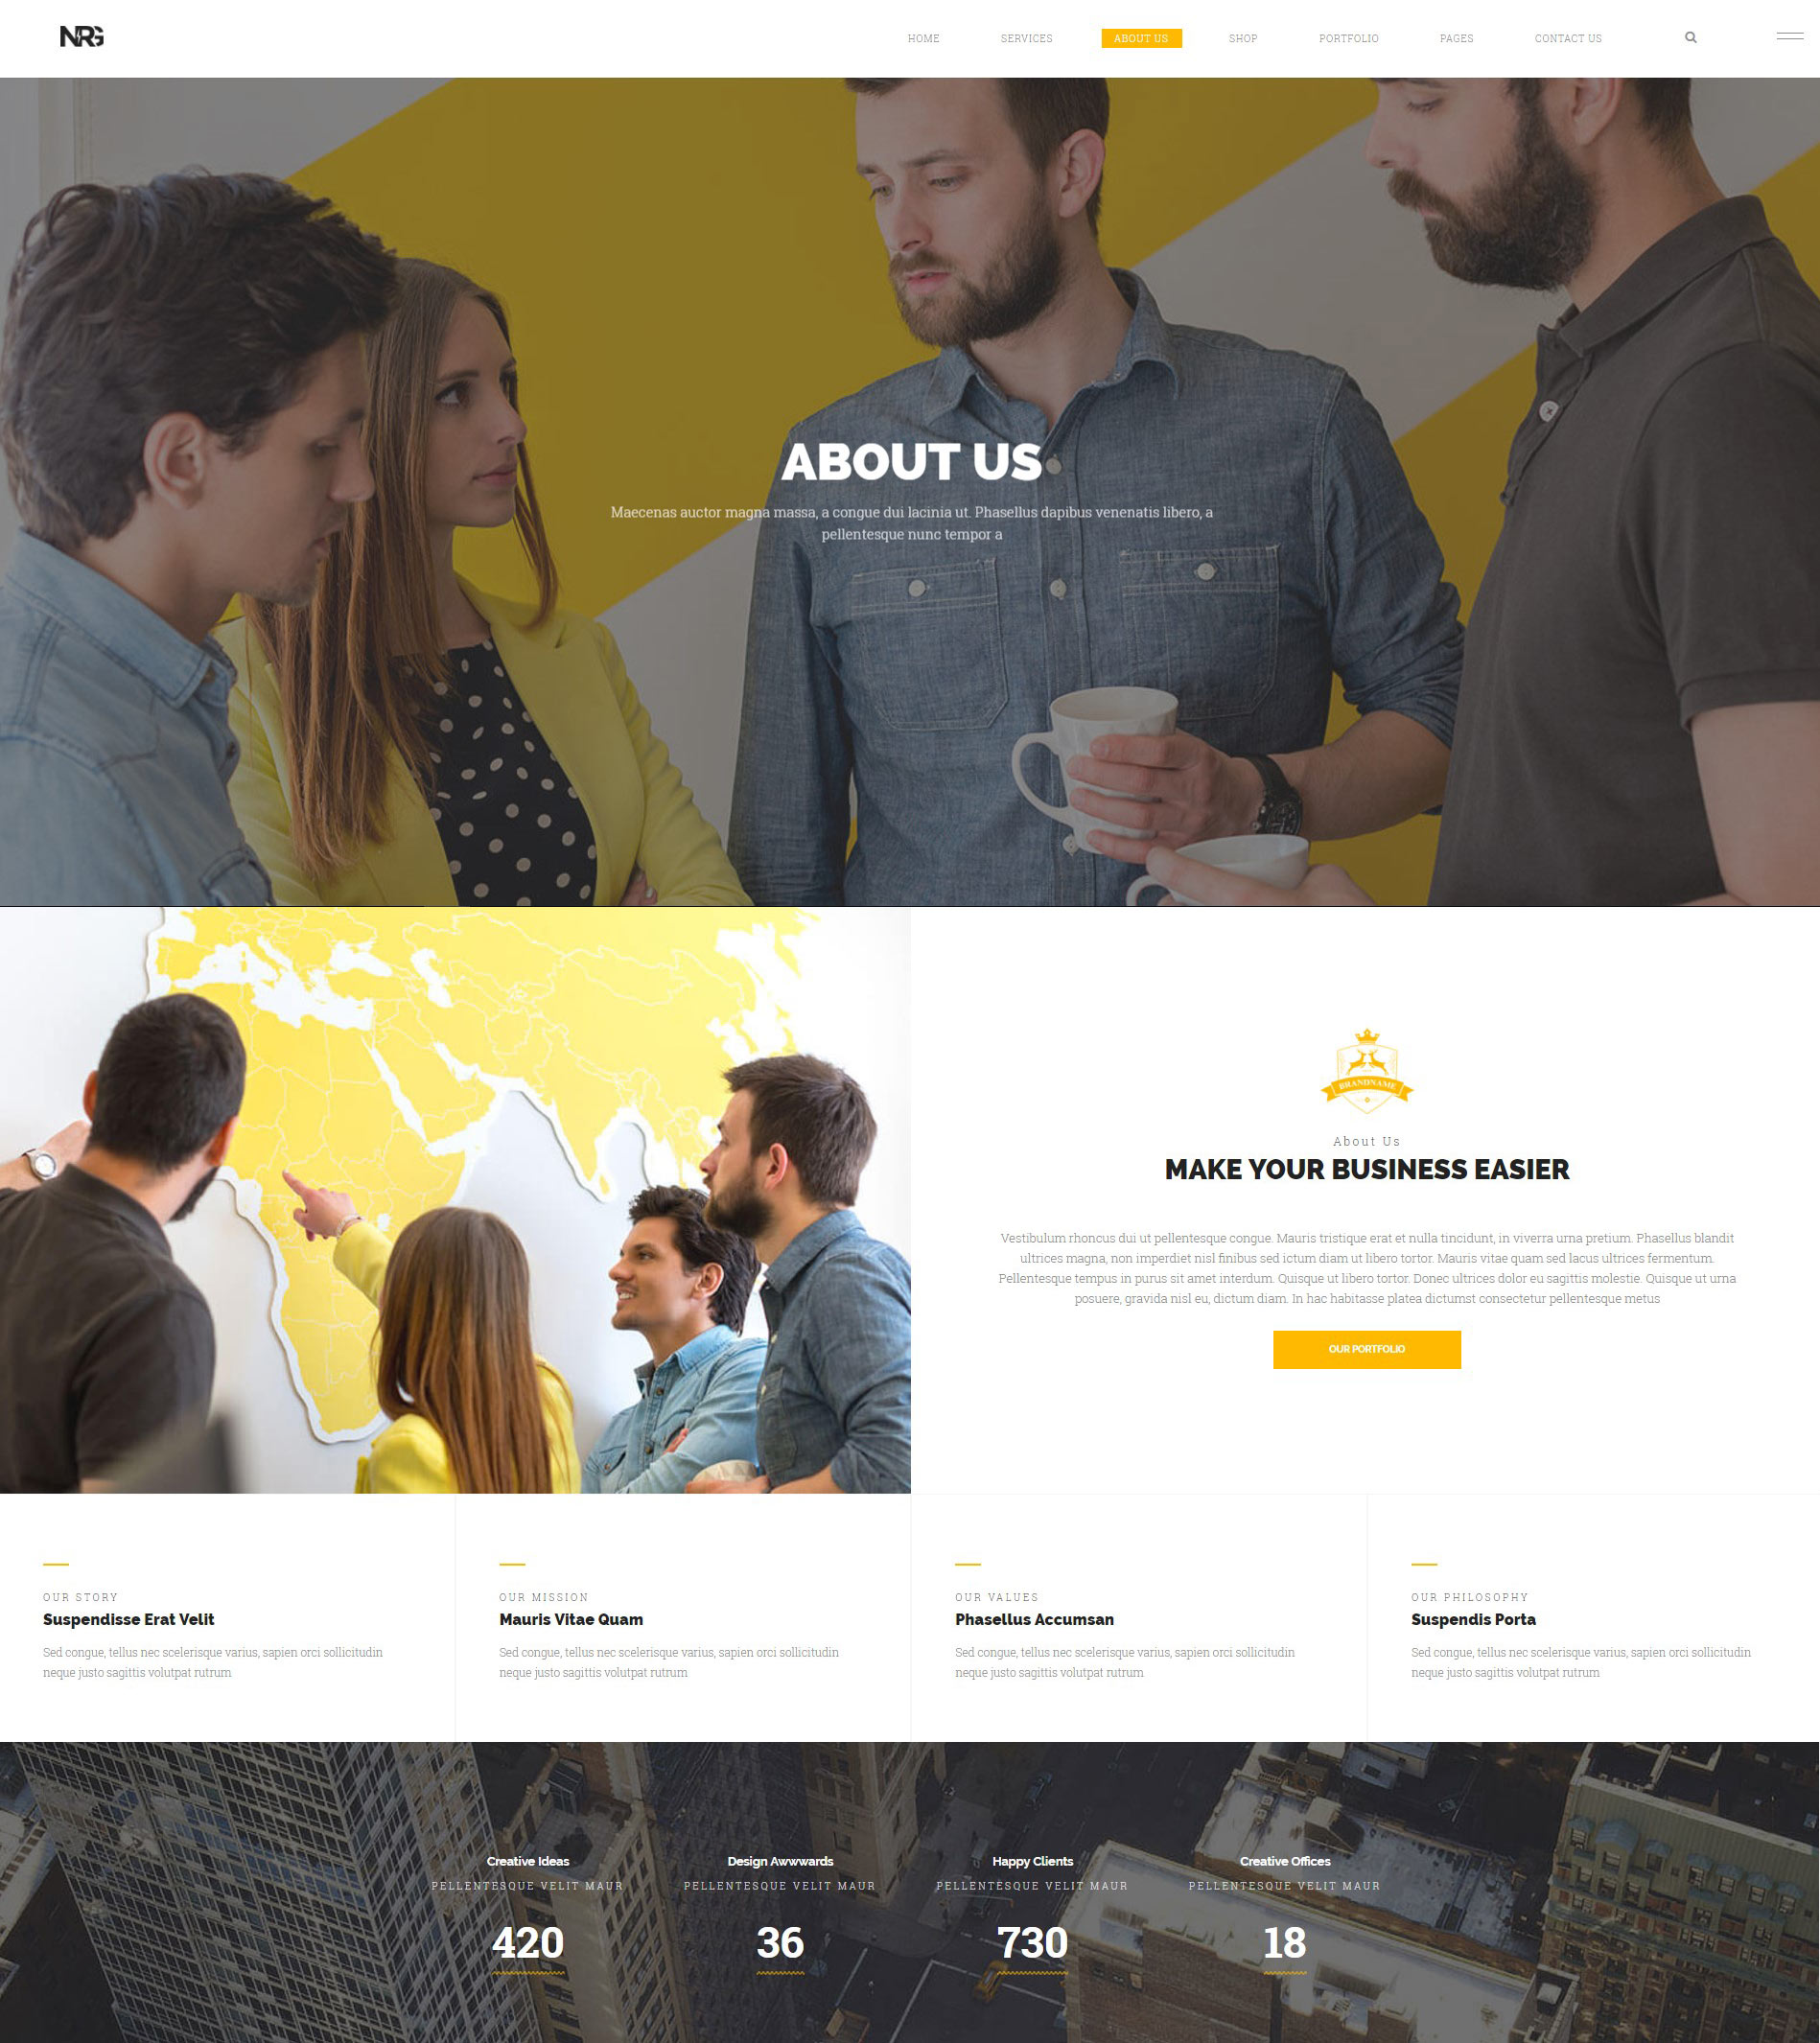 NRG
HOME SERVICES ABOUT US SHOP PORTFOLIO PAGES CONTACT US
ABOUT US
Maecenas auctor magna massa, a congue dui lacinia ut. Phasellus dapibus venenatis libero, a
pellentesque nunc tempor a
BRANDNAME
About Us
MAKE YOUR BUSINESS EASIER
Vestibulum rhoncus dui ut pellentesque congue. Mauris tristique erat et nulla tincidunt, in viverra urna pretium. Phasellus blandit
ultrices magna, non imperdiet nisl finibus sed ictum diam ut libero tortor. Mauris vitae quam sed lacus ultrices fermentum.
Pellentesque tempus in purus sit amet interdum. Quisque ut libero tortor. Donec ultrices dolor eu sagittis molestie. Quisque ut urna
posuere, gravida nisl eu, dictum diam. In hac habitasse platea dictumst consectetur pellentesque metus
OUR PORTFOLIO
OUR STORY
Suspendisse Erat Velit
Sed congue, tellus nec scelerisque varius, sapien orci sollicitudin
neque justo sagittis volutpat rutrum
OUR MISSION
Mauris Vitae Quam
Sed congue, tellus nec scelerisque varius, sapien orci sollicitudin
neque justo sagittis volutpat rutrum
OUR VALUES
Phasellus Accumsan
Sed congue, tellus nec scelerisque varius, sapien orci sollicitudin
neque justo sagittis volutpat rutrum
OUR PHILOSOPHY
Suspendis Porta
Sed congue, tellus nec scelerisque varius, sapien orci sollicitudin
neque justo sagittis volutpat rutrum
Creative Ideas
PELLENTESQUE VELIT MAUR
420
Design Awwwards
PELLENTESQUE VELIT MAUR
36
Happy Clients
PELLENTESQUE VELIT MAUR
730
Creative Offices
PELLENTESQUE VELIT MAUR
18